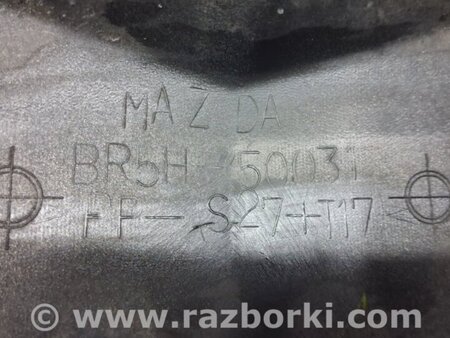 MAZDA
BR5H-50031
PP-S27+T17
© www.razborki.com